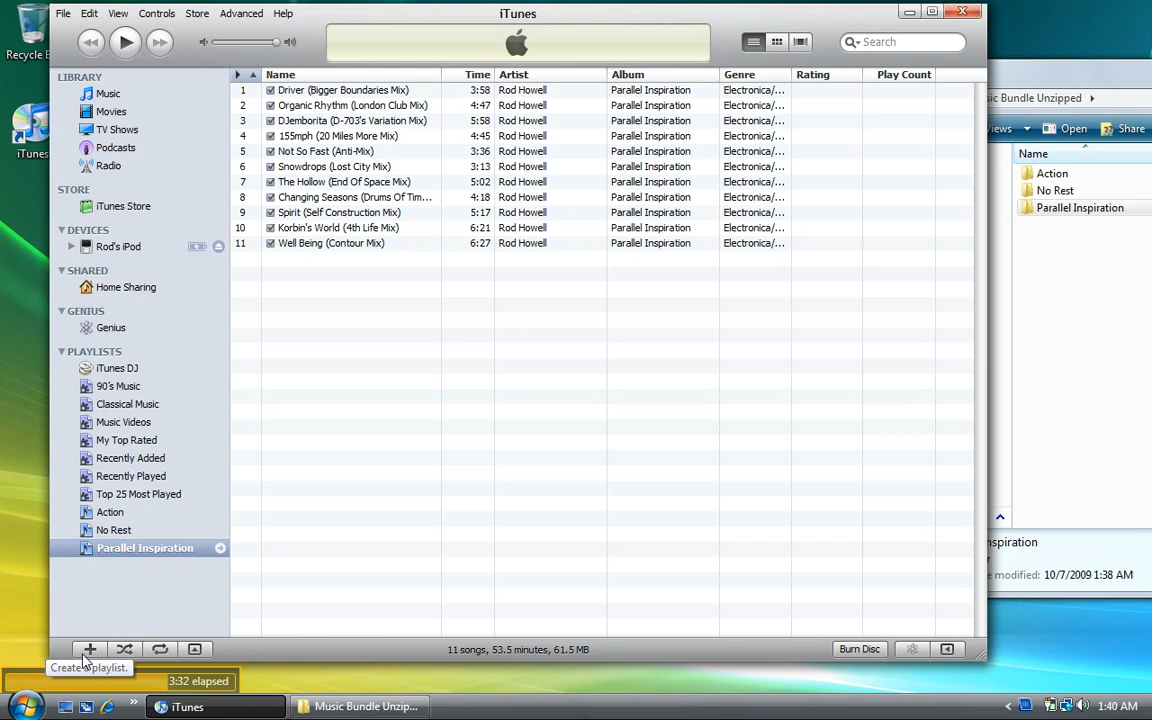 Recycle B
iTunes
File Edit View Controls Store Advanced Help
iTunes
Search
LIBRARY
Music
Movies
TV Shows
Podcasts
Radio
STORE
iTunes Store
DEVICES
Rod's iPod
SHARED
Home Sharing
GENIUS
Genius
PLAYLISTS
iTunes DJ
90's Music
Classical Music
Music Videos
My Top Rated
Recently Added
Recently Played
Top 25 Most Played
Action
No Rest
Parallel Inspiration
Name Time Artist Album Genre Rating Play Count
1 Driver (Bigger Boundaries Mix) 3:58 Rod Howell Parallel Inspiration Electronica/...
2 Organic Rhythm (London Club Mix) 4:47 Rod Howell Parallel Inspiration Electronica/...
3 DJemborita (D-703's Variation Mix) 5:58 Rod Howell Parallel Inspiration Electronica/...
4 155mph (20 Miles More Mix) 4:45 Rod Howell Parallel Inspiration Electronica/...
5 Not So Fast (Anti-Mix) 3:36 Rod Howell Parallel Inspiration Electronica/...
6 Snowdrops (Lost City Mix) 3:13 Rod Howell Parallel Inspiration Electronica/...
7 The Hollow (End Of Space Mix) 5:02 Rod Howell Parallel Inspiration Electronica/...
8 Changing Seasons (Drums Of Tim... 4:18 Rod Howell Parallel Inspiration Electronica/...
9 Spirit (Self Construction Mix) 5:17 Rod Howell Parallel Inspiration Electronica/...
10 Korbin's World (4th Life Mix) 6:21 Rod Howell Parallel Inspiration Electronica/...
11 Well Being (Contour Mix) 6:27 Rod Howell Parallel Inspiration Electronica/...
11 songs, 53.5 minutes, 61.5 MB
Burn Disc
Create a playlist.
3:32 elapsed
sic Bundle Unzipped
Views Open Share
Name
Action
No Rest
Parallel Inspiration
nspiration
e modified: 10/7/2009 1:38 AM
iTunes
Music Bundle Unzip...
1:40 AM